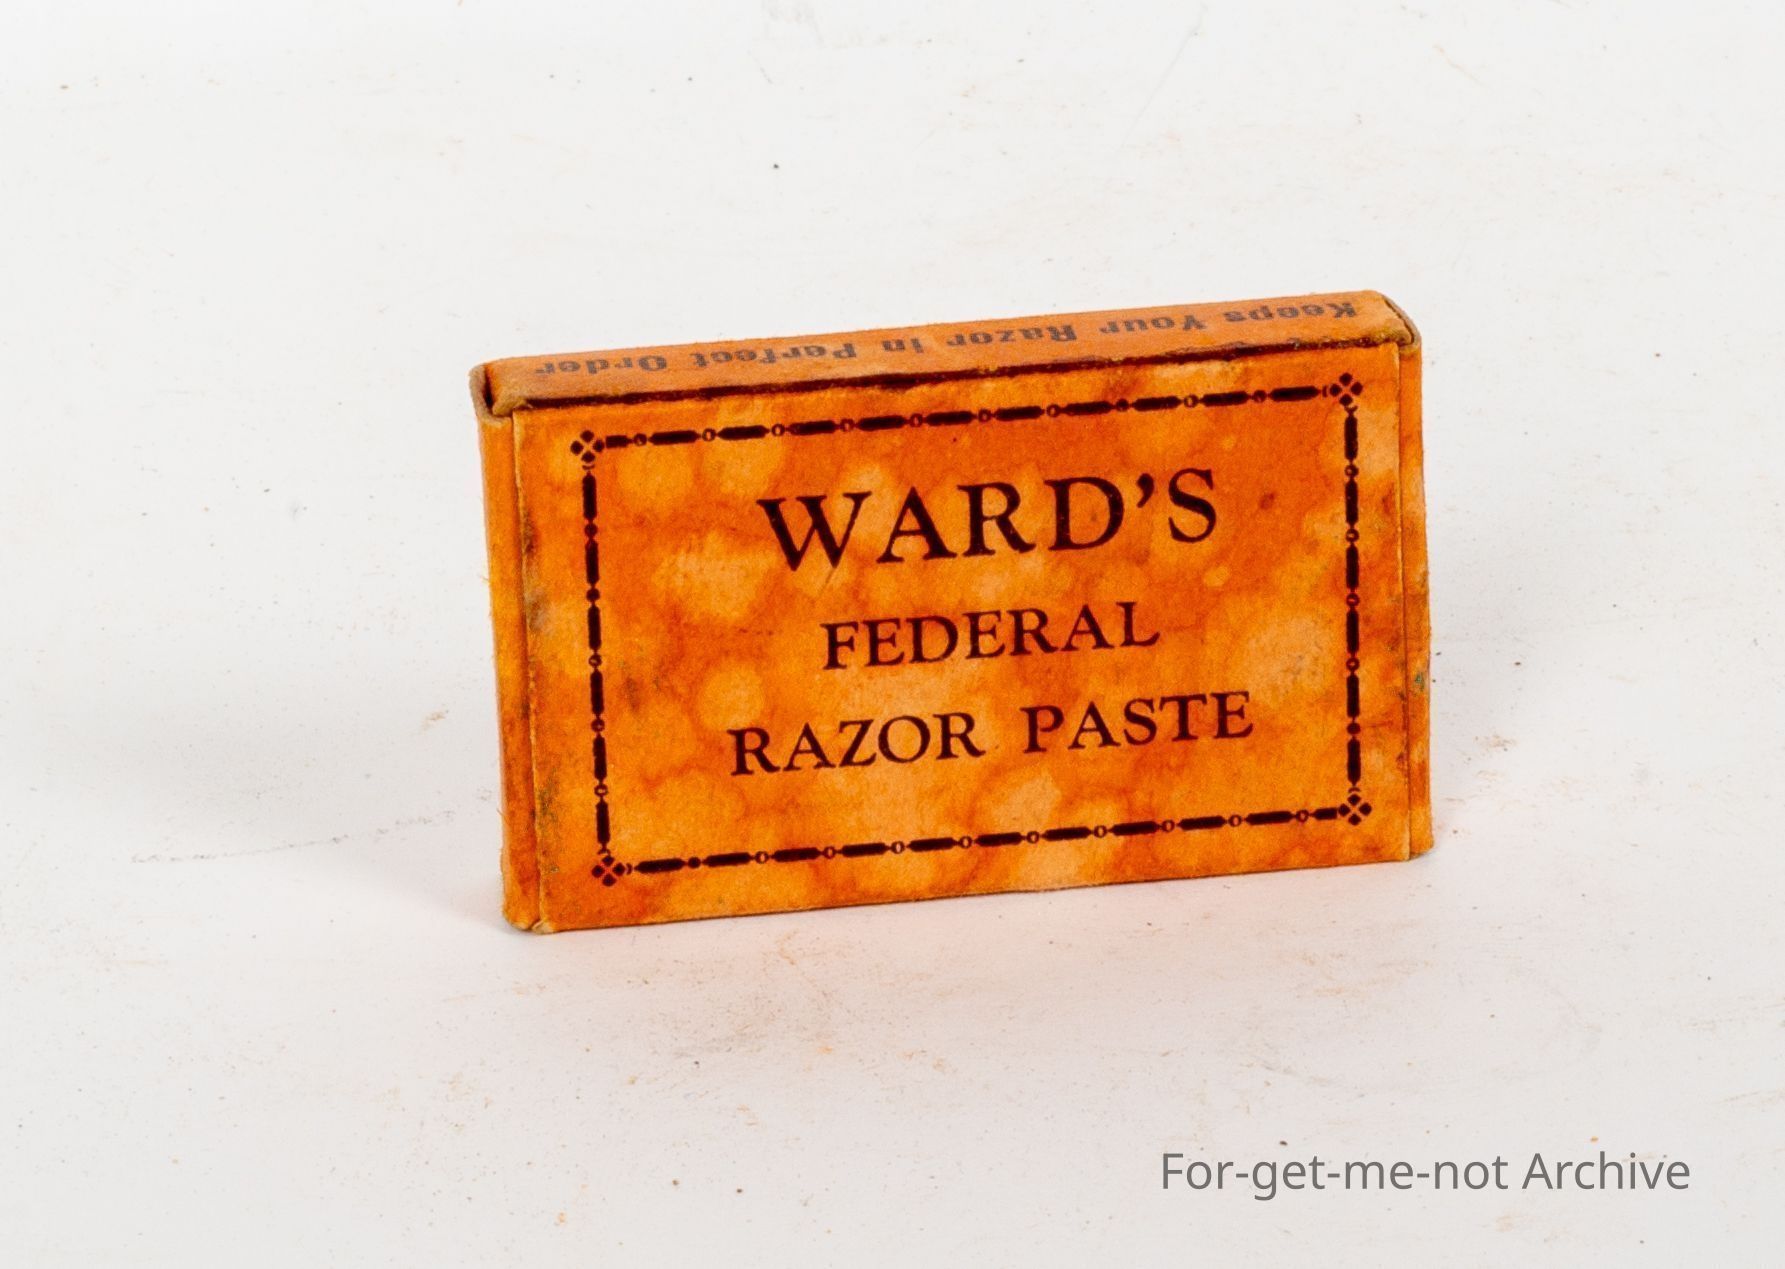 Keeps Your Razor in Perfect Order
WARD'S
FEDERAL
RAZOR PASTE
For-get-me-not Archive